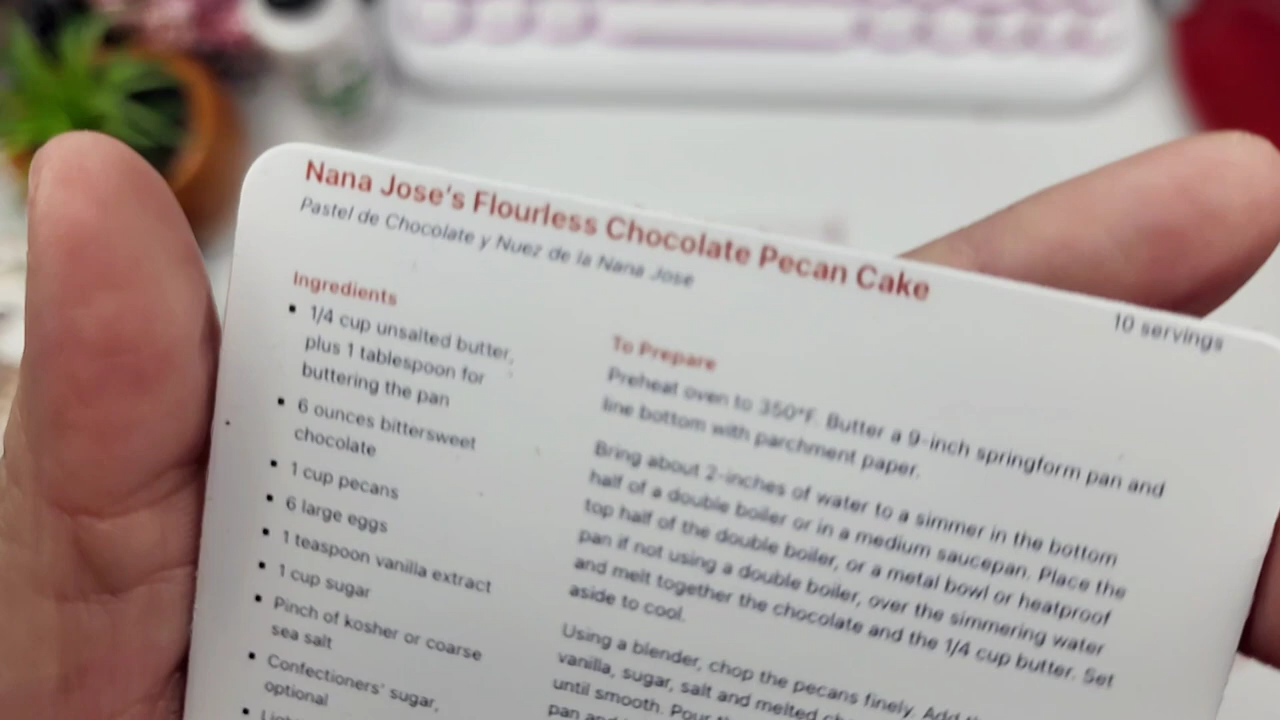 Nana Jose's Flourless Chocolate Pecan Cake
Pastel de Chocolate y Nuez de la Nana Jose
10 servings
Ingredients
▪ 1/4 cup unsalted butter,
plus 1 tablespoon for
buttering the pan
▪ 6 ounces bittersweet
chocolate
▪ 1 cup pecans
▪ 6 large eggs
▪ 1 teaspoon vanilla extract
▪ 1 cup sugar
▪ Pinch of kosher or coarse
sea salt
▪ Confectioners' sugar,
optional
To Prepare
Preheat oven to 350°F. Butter a 9-inch springform pan and
line bottom with parchment paper.
Bring about 2-inches of water to a simmer in the bottom
half of a double boiler or in a medium saucepan. Place the
top half of the double boiler, or a metal bowl or heatproof
pan if not using a double boiler, over the simmering water
and melt together the chocolate and the 1/4 cup butter. Set
aside to cool.
Using a blender, chop the pecans finely. Add
vanilla, sugar, salt and melted
until smooth. Pour
pan